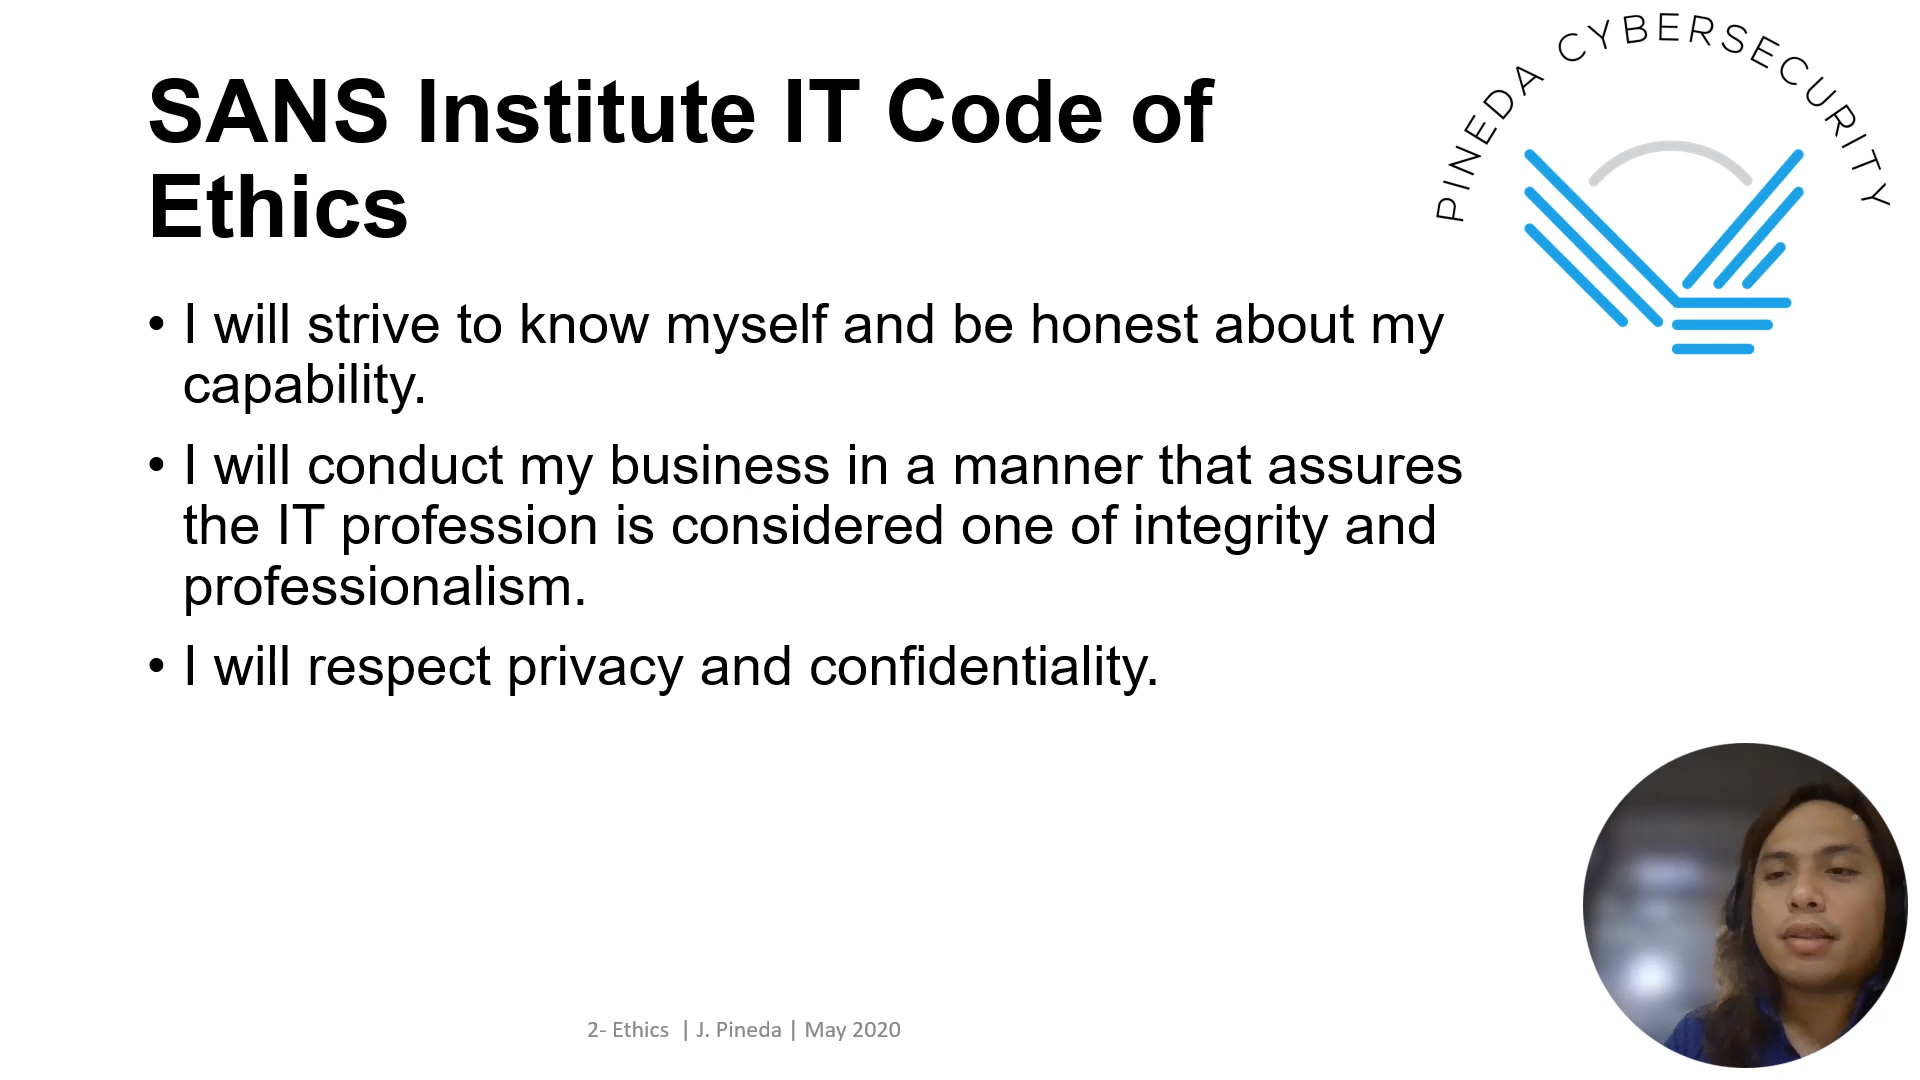 PINEDA CYBERSECURITY
SANS Institute IT Code of
Ethics
• I will strive to know myself and be honest about my
capability.
• I will conduct my business in a manner that assures
the IT profession is considered one of integrity and
professionalism.
• I will respect privacy and confidentiality.
2- Ethics | J. Pineda | May 2020